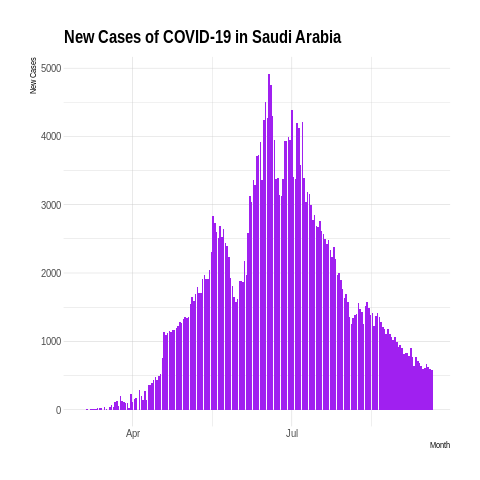 New Cases of COVID-19 in Saudi Arabia
New Cases
5000
4000
3000
2000
1000
0
Apr
Jul
Month